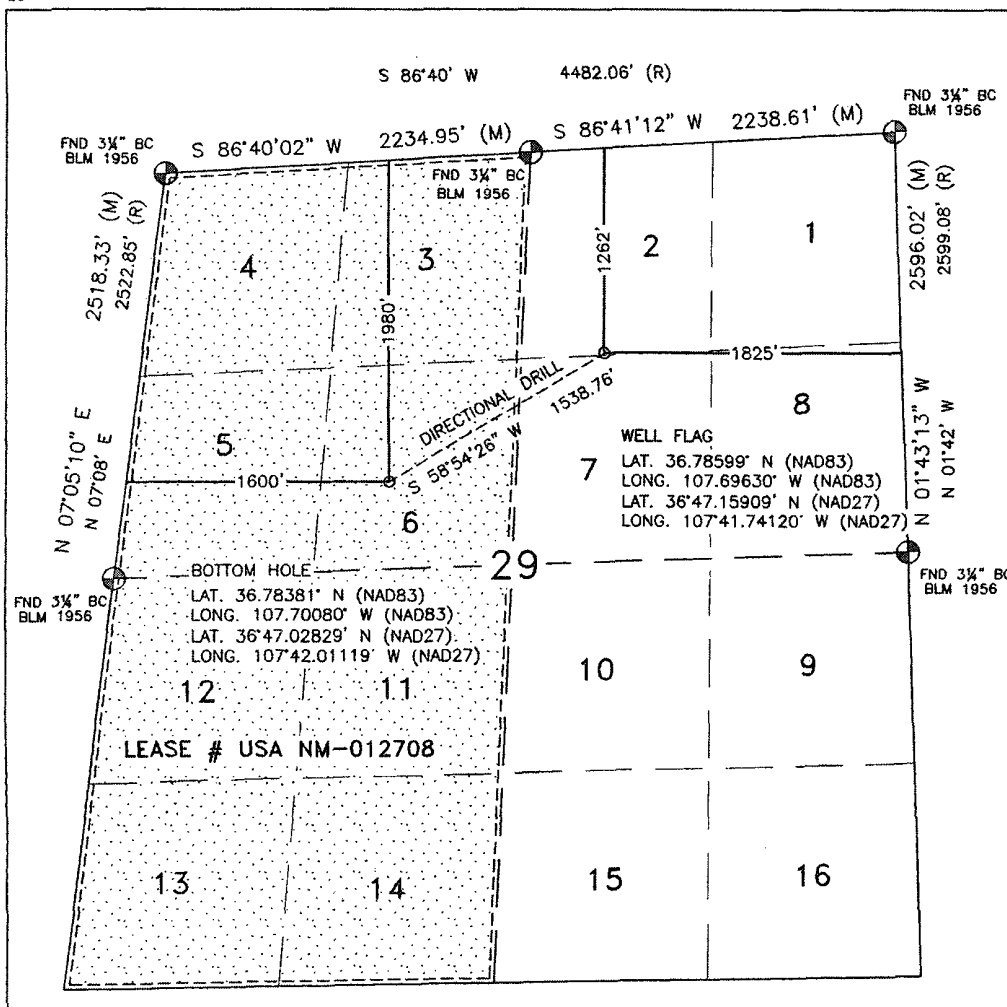 S 86°40' W 4482.06' (R)
FND 3¼" BC
BLM 1956
S 86°41'12" W 2238.61' (M)
FND 3¼" BC
BLM 1956
S 86°40'02" W 2234.95' (M)
FND 3¼" BC
BLM 1956
2518.33' (M)
2522.85' (R)
2596.02' (M)
2599.08' (R)
4
3
2
1
1262'
1980'
1825'
DIRECTIONAL DRILL
1538.76'
S 58°54'26" W
5
1600'
6
7
8
WELL FLAG
LAT. 36.78599° N (NAD83)
LONG. 107.69630° W (NAD83)
LAT. 36°47.15909' N (NAD27)
LONG. 107°41.74120' W (NAD27)
N 07°05'10" E
N 07°08' E
N 01°43'13" W
N 01°42' W
29
FND 3¼" BC
BLM 1956
FND 3¼" BC
BLM 1956
BOTTOM HOLE
LAT. 36.78381° N (NAD83)
LONG. 107.70080° W (NAD83)
LAT. 36°47.02829' N (NAD27)
LONG. 107°42.01119' W (NAD27)
12
11
10
9
LEASE # USA NM-012708
13
14
15
16